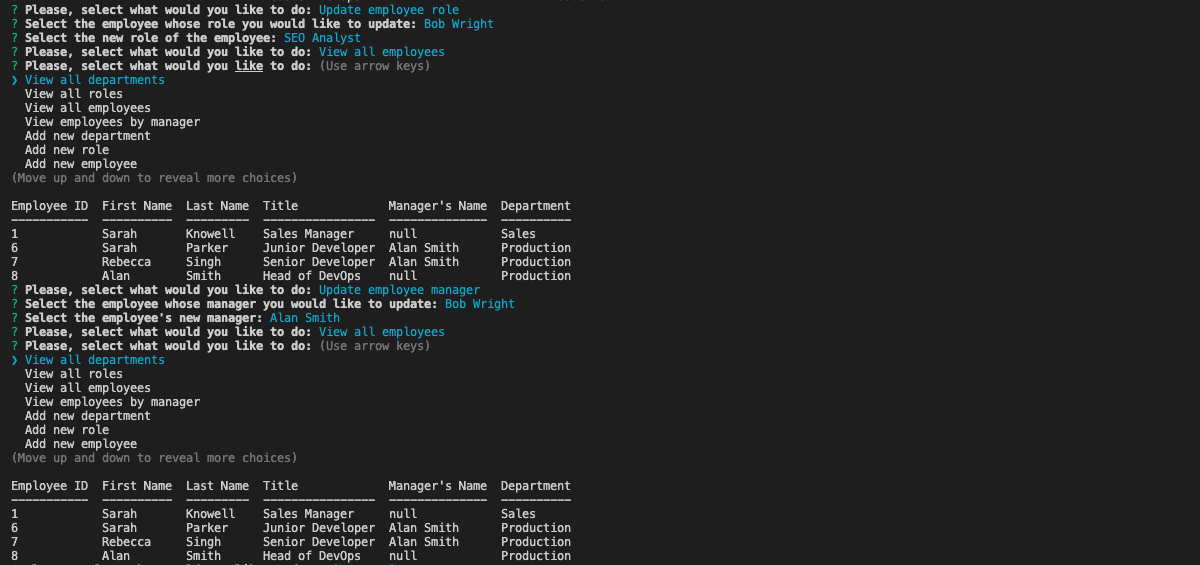 ? Please, select what would you like to do: Update employee role
? Select the employee whose role you would like to update: Bob Wright
? Select the new role of the employee: SEO Analyst
? Please, select what would you like to do: View all employees
? Please, select what would you like to do: (Use arrow keys)
❯ View all departments
View all roles
View all employees
View employees by manager
Add new department
Add new role
Add new employee
(Move up and down to reveal more choices)
Employee ID First Name Last Name Title Manager's Name Department
1 Sarah Knowell Sales Manager null Sales
6 Sarah Parker Junior Developer Alan Smith Production
7 Rebecca Singh Senior Developer Alan Smith Production
8 Alan Smith Head of DevOps null Production
? Please, select what would you like to do: Update employee manager
? Select the employee whose manager you would like to update: Bob Wright
? Select the employee's new manager: Alan Smith
? Please, select what would you like to do: View all employees
? Please, select what would you like to do: (Use arrow keys)
❯ View all departments
View all roles
View all employees
View employees by manager
Add new department
Add new role
Add new employee
(Move up and down to reveal more choices)
Employee ID First Name Last Name Title Manager's Name Department
1 Sarah Knowell Sales Manager null Sales
6 Sarah Parker Junior Developer Alan Smith Production
7 Rebecca Singh Senior Developer Alan Smith Production
8 Alan Smith Head of DevOps null Production